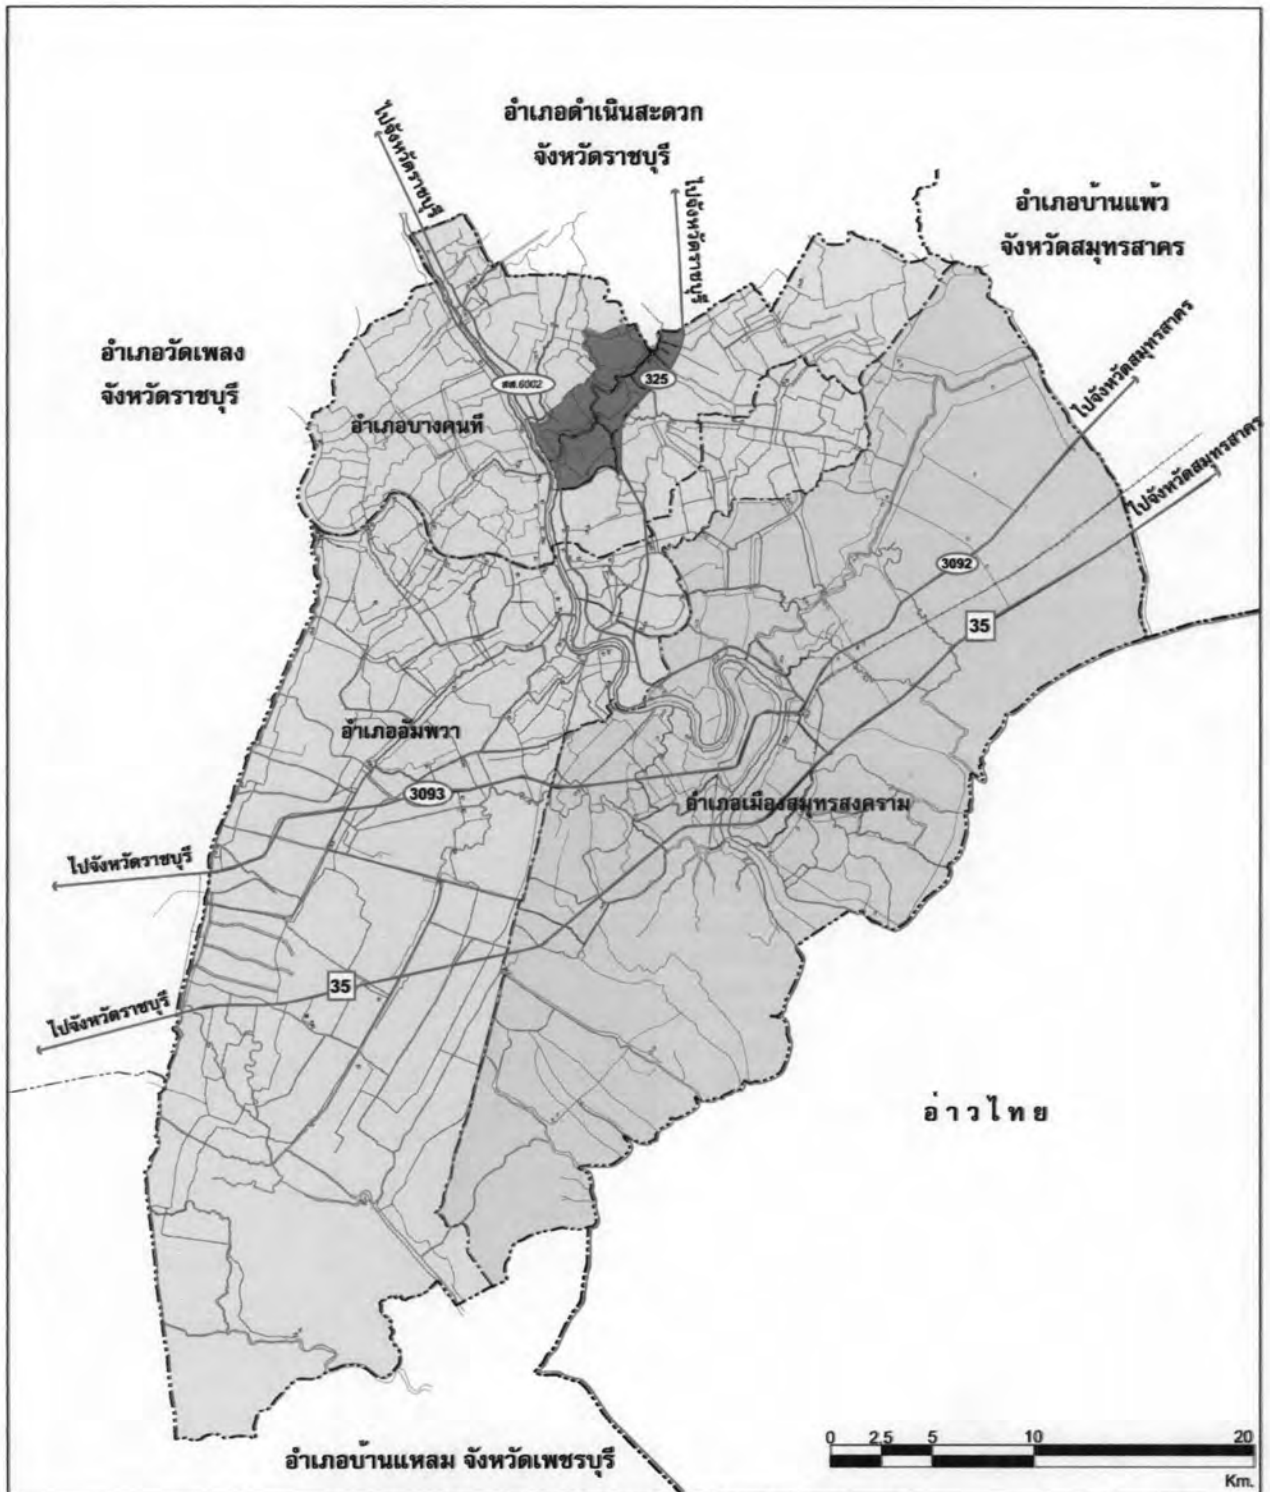 ไปจังหวัดราชบุรี
อำเภอดำเนินสะดวก
จังหวัดราชบุรี
ไปจังหวัดราชบุรี
อำเภอบ้านแพ้ว
จังหวัดสมุทรสาคร
อำเภอวัดเพลง
จังหวัดราชบุรี
ไปจังหวัดสมุทรสาคร
สส.6002
325
อำเภอบางคนที
ไปจังหวัดสมุทรสาคร
3092
35
อำเภออัมพวา
3093
อำเภอเมืองสมุทรสงคราม
ไปจังหวัดราชบุรี
35
ไปจังหวัดราชบุรี
อ่าวไทย
อำเภอบ้านแหลม จังหวัดเพชรบุรี
0 2.5 5 10 20
Km.